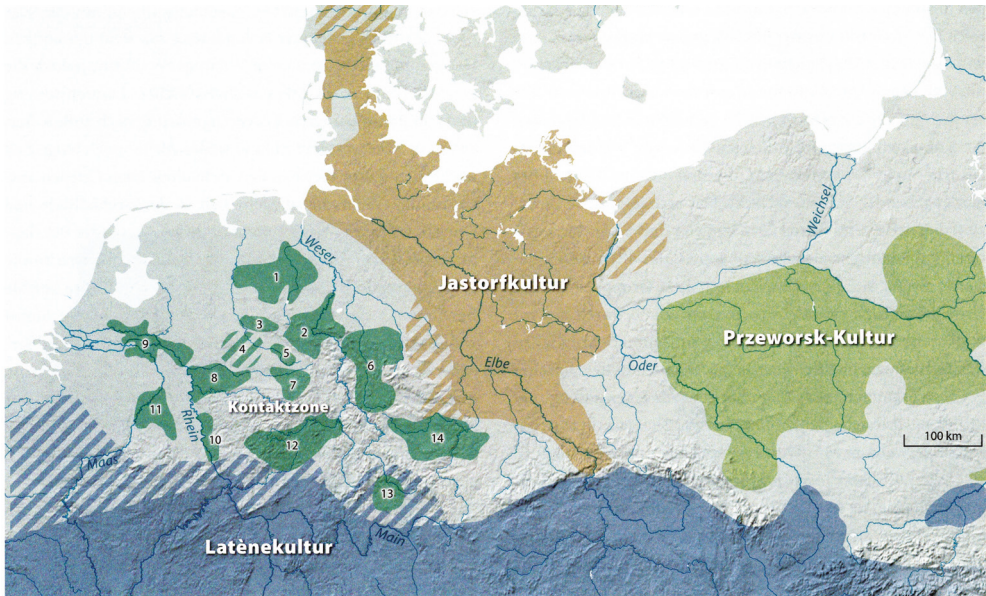 Weichsel
Weser
1
Jastorfkultur
3
2
Przeworsk-Kultur
9
4
5
6
Elbe
Oder
8
7
Kontaktzone
11
Rhein
10
12
14
100 km
Maas
13
Main
Latènekultur